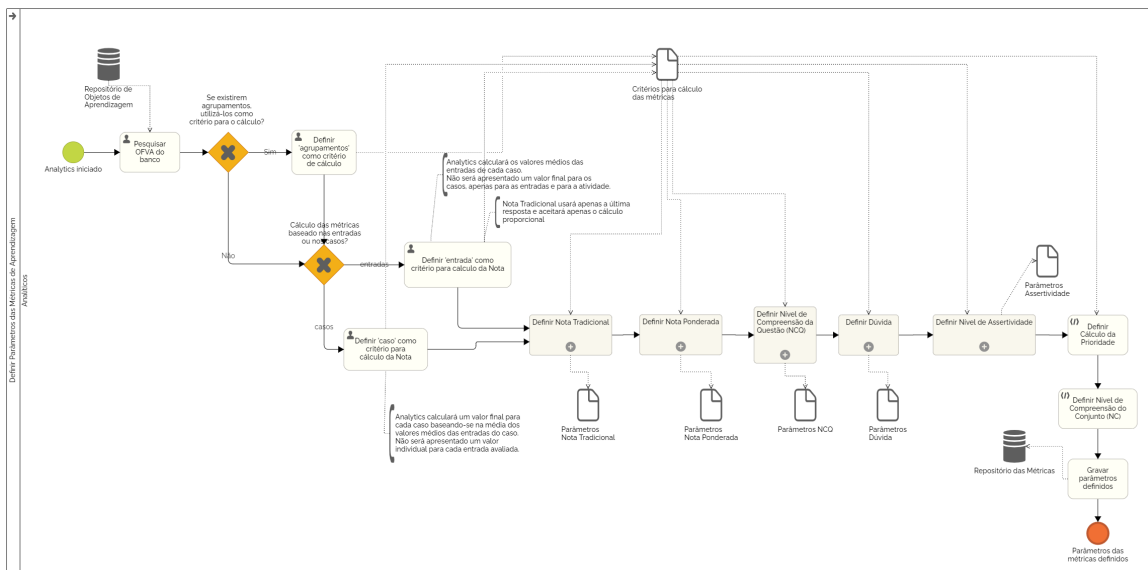 Definir Parâmetros das Métricas de Aprendizagem
Analíticos
Repositório de
Objetos de
Aprendizagem
Se existirem
agrupamentos,
utilizá-los como
critério para o cálculo?
Critérios para cálculo
das métricas
Analytics iniciado
Pesquisar
OFVA do
banco
Sim
Definir
'agrupamentos'
como critério
de cálculo
Analytics calculará os valores médios das
entradas de cada caso.
Não será apresentado um valor final para os
casos, apenas para as entradas e para a atividade.
Nota Tradicional usará apenas a última
resposta e aceitará apenas o cálculo
proporcional
Não
Cálculo das métricas
baseado nas entradas
ou nos casos?
entradas
Definir 'entrada' como
critério para calculo da Nota
casos
Definir 'caso' como
critério para
cálculo da Nota
Analytics calculará um valor final para
cada caso baseando-se na média dos
valores médios das entradas do caso.
Não será apresentado um valor
individual para cada entrada avaliada.
Definir Nota Tradicional
Definir Nota Ponderada
Definir Nível de
Compreensão da
Questão (NCQ)
Definir Dúvida
Definir Nível de Assertividade
Parâmetros
Assertividade
Definir
Cálculo da
Prioridade
Parâmetros
Nota Tradicional
Parâmetros
Nota Ponderada
Parâmetros NCQ
Parâmetros
Dúvida
Definir Nível de
Compreensão do
Conjunto (NC)
Repositório das Métricas
Gravar
parâmetros
definidos
Parâmetros das
métricas definidos